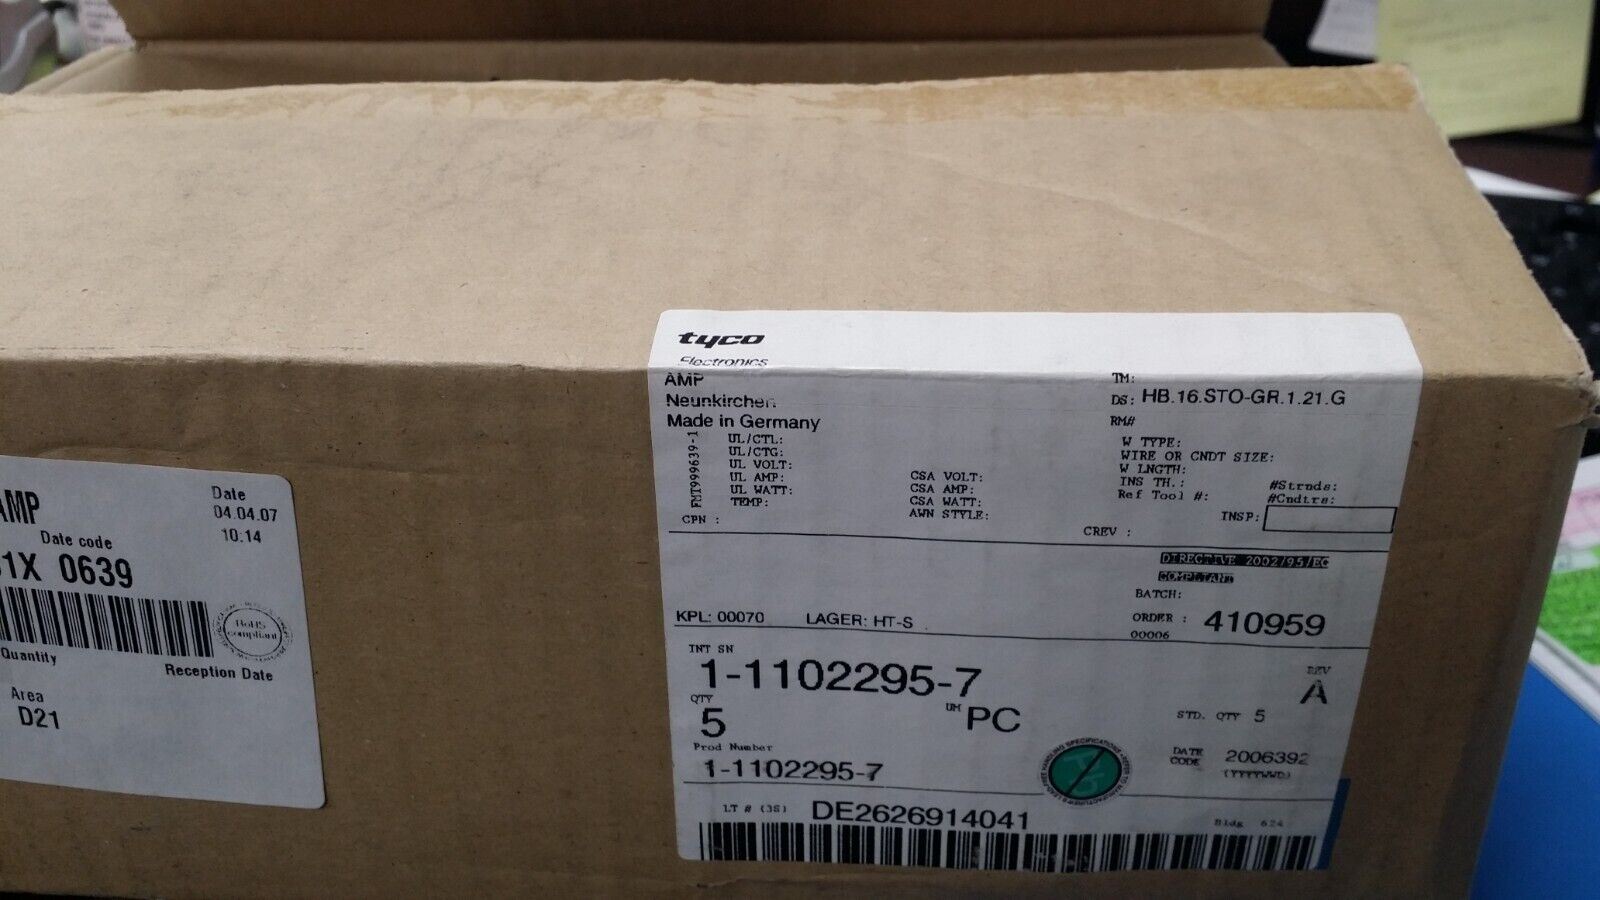 AMP
Date
04.04.07
10.14
Date code
1X 0639
RoHS
compliant
Quantity
Reception Date
Area
D21
tyco
Electronics
AMP
Neunkirchen
Made in Germany
TM:
DS: HB.16.STO-GR.1.21.G
RM#
FMT999639-1
UL/CTL:
UL/CTG:
UL VOLT:
UL AMP:
UL WATT:
TEMP:
CSA VOLT:
CSA AMP:
CSA WATT:
AWN STYLE:
W TYPE:
WIRE OR CNDT SIZE:
W LNGTH:
INS TH.:
Ref Tool #:
#Strnds:
#Cndtrs:
INSP:
CPN :
CREV :
DIRECTIVE 2002/95/EC
COMPLIANT
BATCH:
KPL: 00070
LAGER: HT-S
ORDER : 410959
00006
INT SN
1-1102295-7
REV
A
QTY
5
UM PC
STD. QTY 5
Prod Number
1-1102295-7
DATE CODE 2006392
(YYYYWWD)
LT # (3S) DE2626914041
Bldg 624